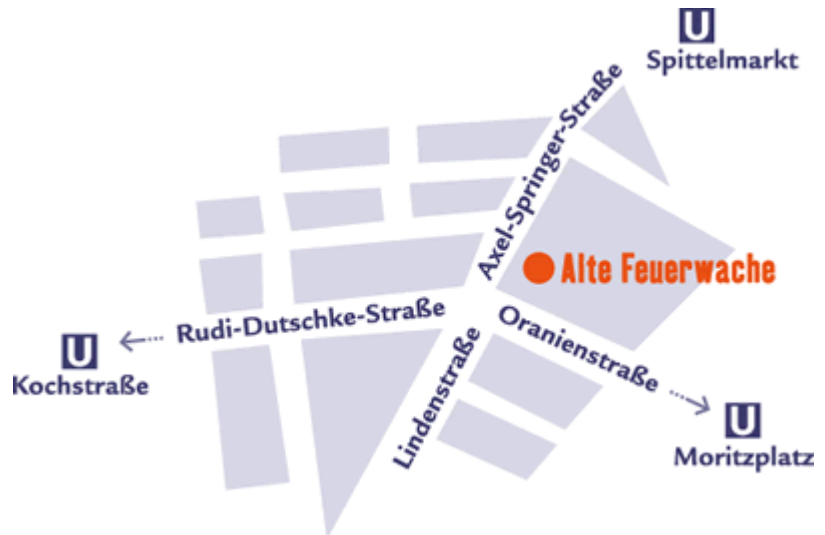 U
Spittelmarkt
Axel-Springer-Straße
Alte Feuerwache
Rudi-Dutschke-Straße
Oranienstraße
U
Kochstraße
Lindenstraße
U
Moritzplatz